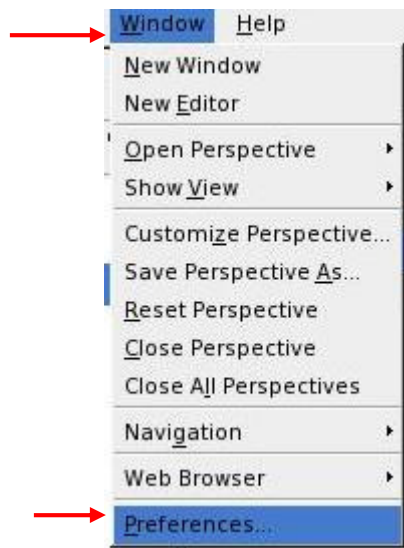 Window Help
New Window
New Editor
Open Perspective
Show View
Customize Perspective...
Save Perspective As...
Reset Perspective
Close Perspective
Close All Perspectives
Navigation
Web Browser
Preferences...